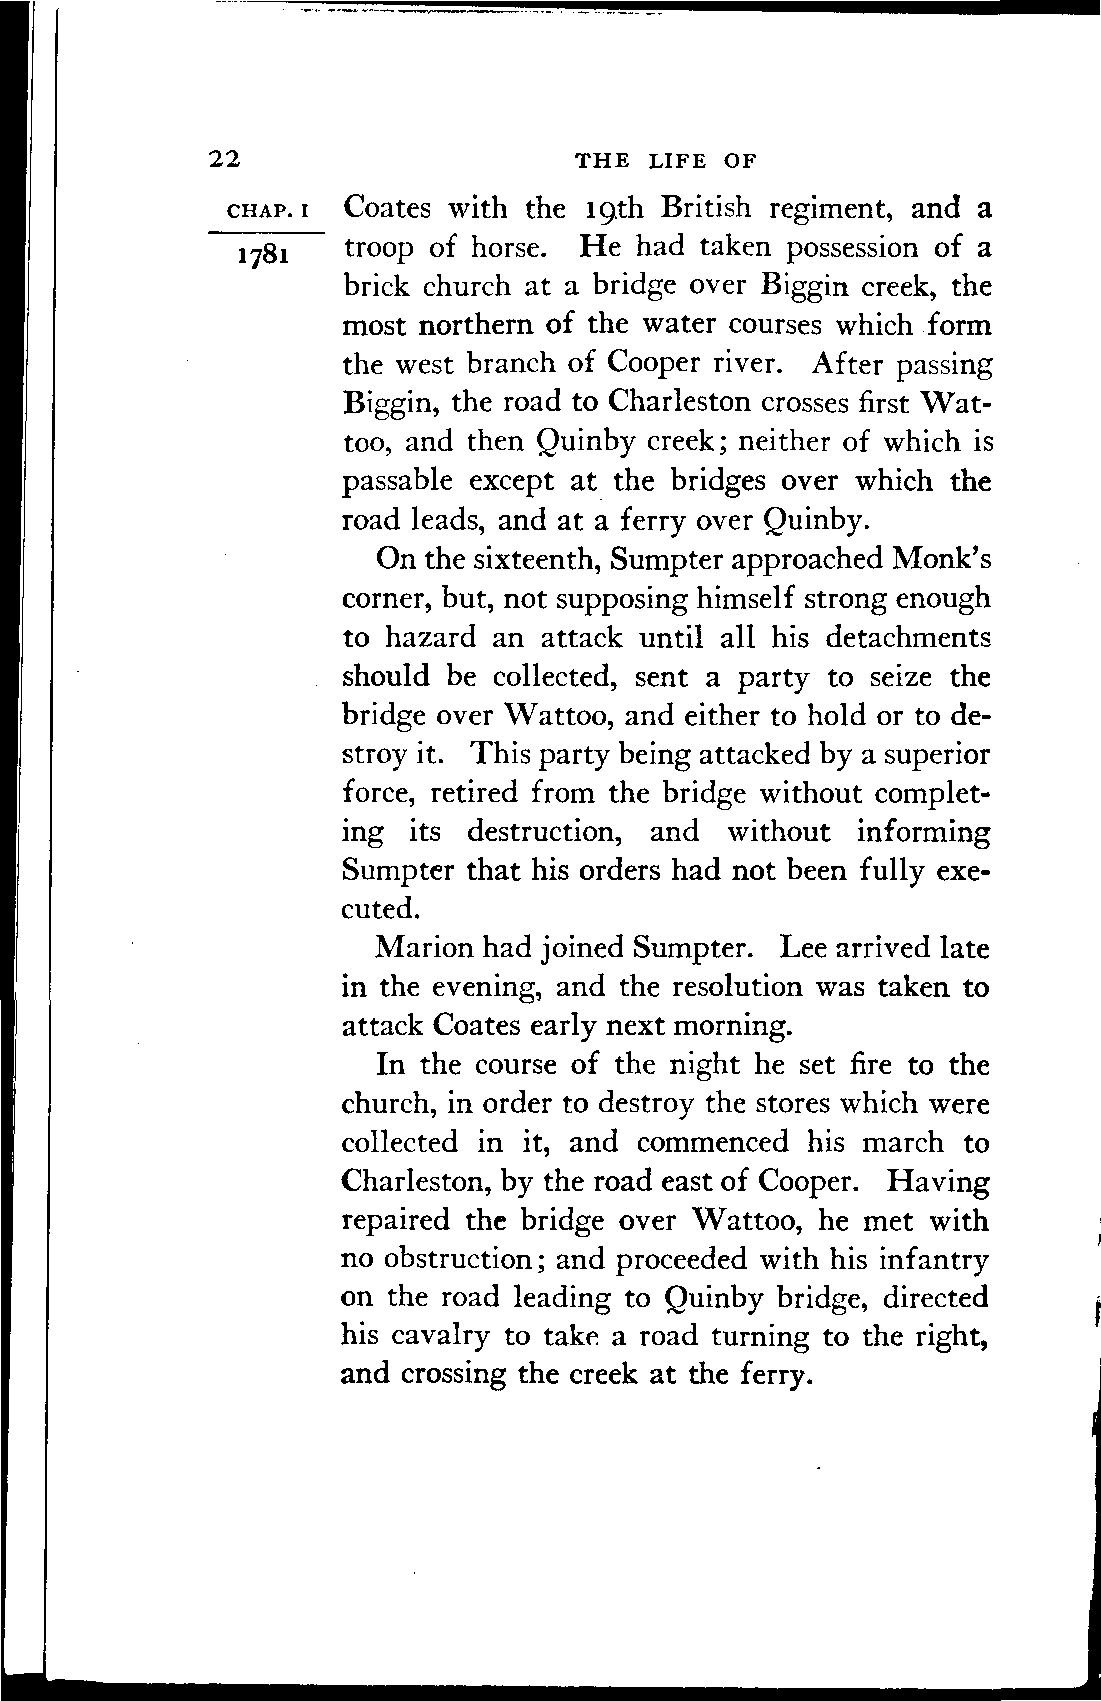 22 THE LIFE OF
CHAP. I
1781
Coates with the 19th British regiment, and a
troop of horse. He had taken possession of a
brick church at a bridge over Biggin creek, the
most northern of the water courses which form
the west branch of Cooper river. After passing
Biggin, the road to Charleston crosses first Wat-
too, and then Quinby creek; neither of which is
passable except at the bridges over which the
road leads, and at a ferry over Quinby.
On the sixteenth, Sumpter approached Monk's
corner, but, not supposing himself strong enough
to hazard an attack until all his detachments
should be collected, sent a party to seize the
bridge over Wattoo, and either to hold or to de-
stroy it. This party being attacked by a superior
force, retired from the bridge without complet-
ing its destruction, and without informing
Sumpter that his orders had not been fully exe-
cuted.
Marion had joined Sumpter. Lee arrived late
in the evening, and the resolution was taken to
attack Coates early next morning.
In the course of the night he set fire to the
church, in order to destroy the stores which were
collected in it, and commenced his march to
Charleston, by the road east of Cooper. Having
repaired the bridge over Wattoo, he met with
no obstruction; and proceeded with his infantry
on the road leading to Quinby bridge, directed
his cavalry to take a road turning to the right,
and crossing the creek at the ferry.